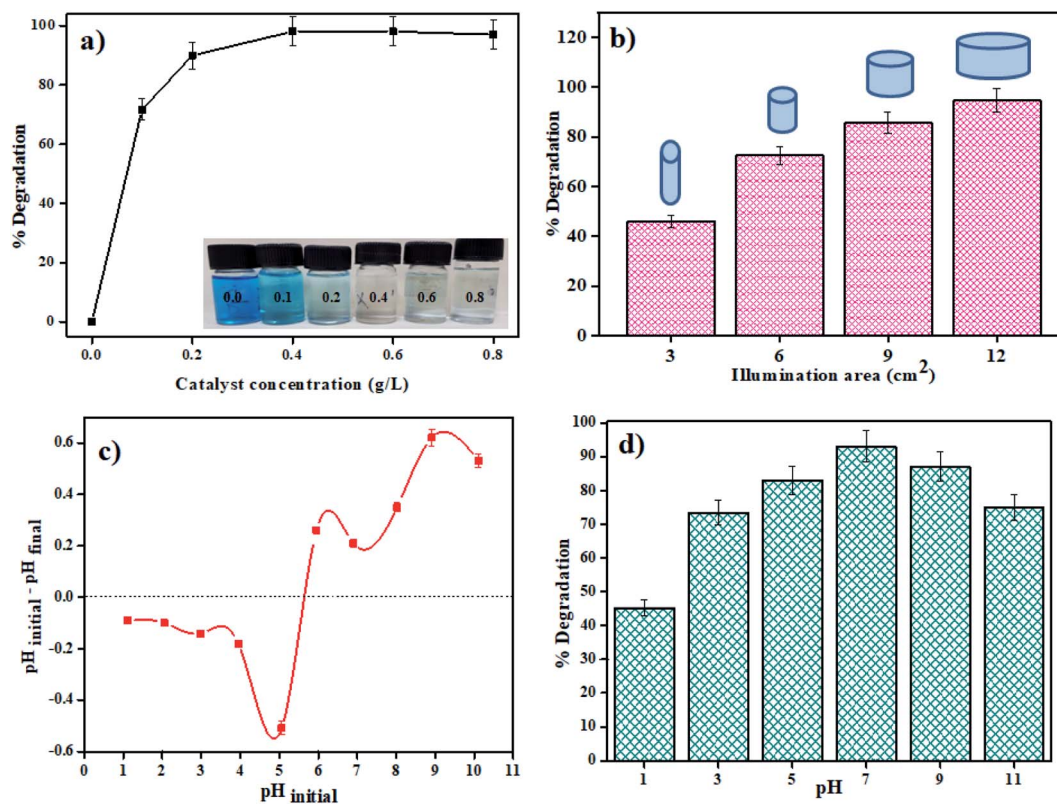 a)
% Degradation
100
80
60
40
20
0
0.0 0.1 0.2 0.4 0.6 0.8
0.0 0.2 0.4 0.6 0.8
Catalyst concentration (g/L)
b)
% Degradation
120
100
80
60
40
20
0
3 6 9 12
Illumination area (cm²)
c)
pH initial - pH final
0.6
0.4
0.2
0.0
-0.2
-0.4
-0.6
0 1 2 3 4 5 6 7 8 9 10 11
pH initial
d)
% Degradation
100
90
80
70
60
50
40
30
20
10
0
1 3 5 7 9 11
pH